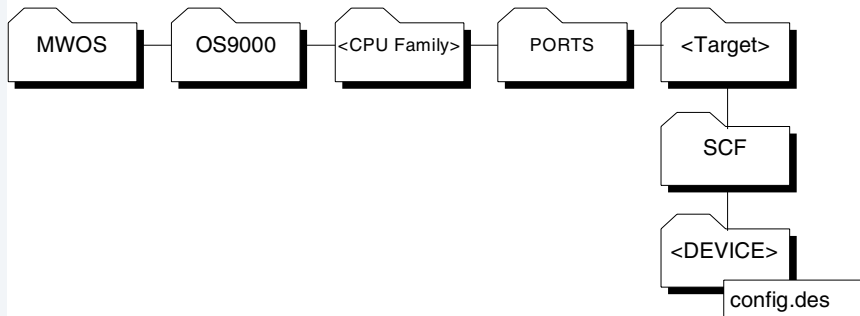 MWOS
OS9000
<CPU Family>
PORTS
<Target>
SCF
<DEVICE>
config.des